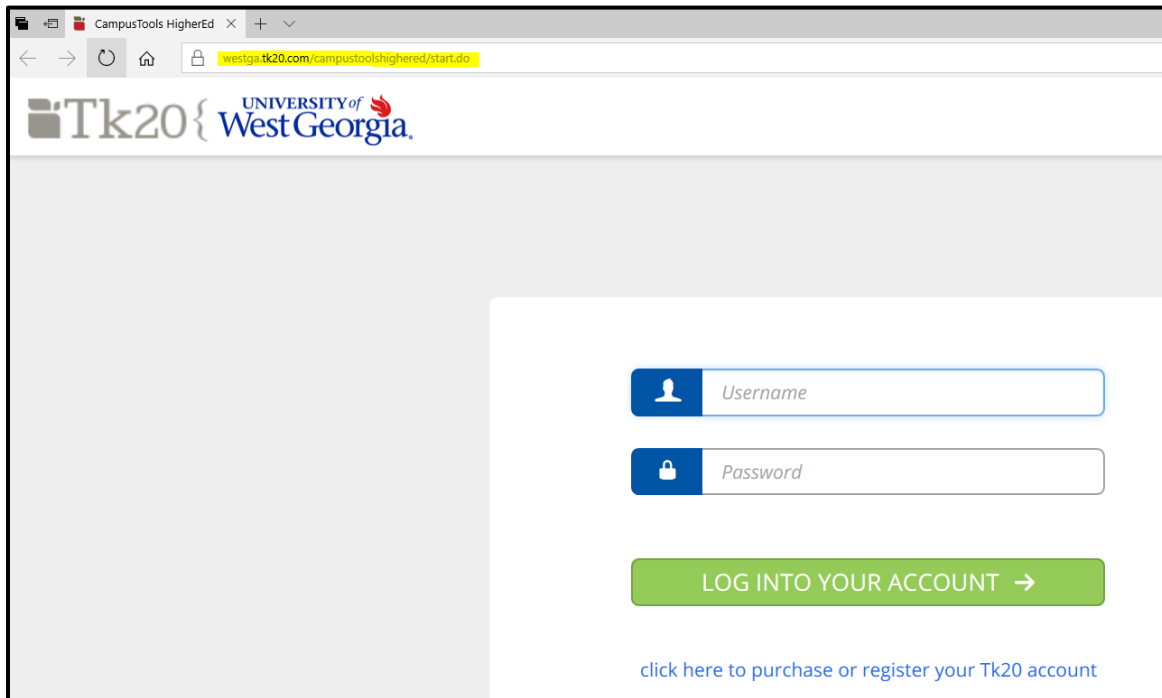 CampusTools HigherEd
westga.tk20.com/campustoolshighered/start.do
Tk20{ UNIVERSITY of West Georgia.
Username
Password
LOG INTO YOUR ACCOUNT →
click here to purchase or register your Tk20 account